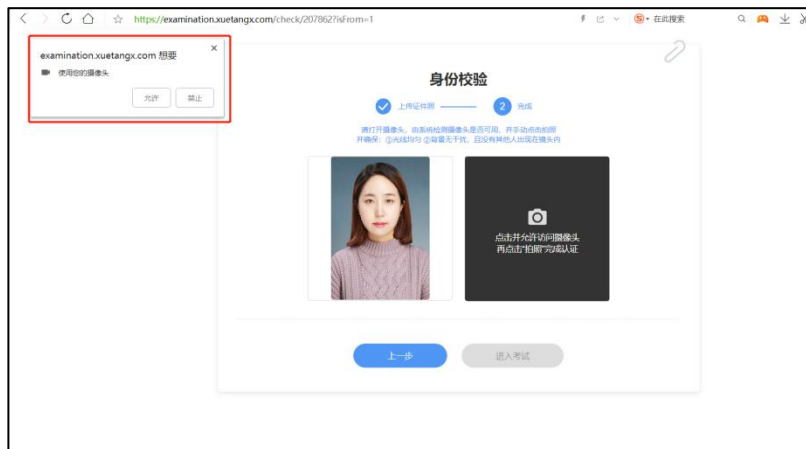 https://examination.xuetangx.com/check/207862?isFrom=1
在此搜索
examination.xuetangx.com 想要
使用您的摄像头
允许
禁止
身份校验
上传证件照
2
完成
请打开摄像头，由系统检测摄像头是否可用，并手动点击拍照
并确保：①光线均匀 ②背景无干扰，且没有其他人出现在镜头内
点击并允许访问摄像头
再点击“拍照”完成认证
上一步
进入考试